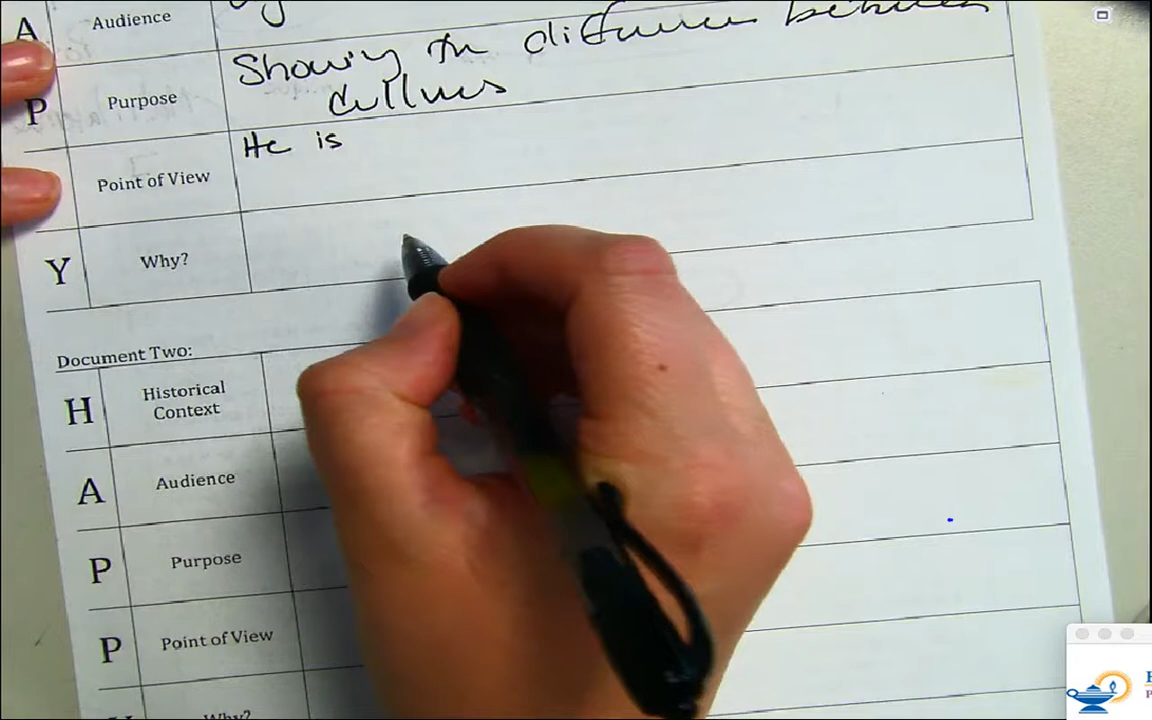 A Audience
P Purpose Showing the difference between
cultures
Point of View He is
Y Why?
Document Two:
H Historical
Context
A Audience
P Purpose
P Point of View
Why?